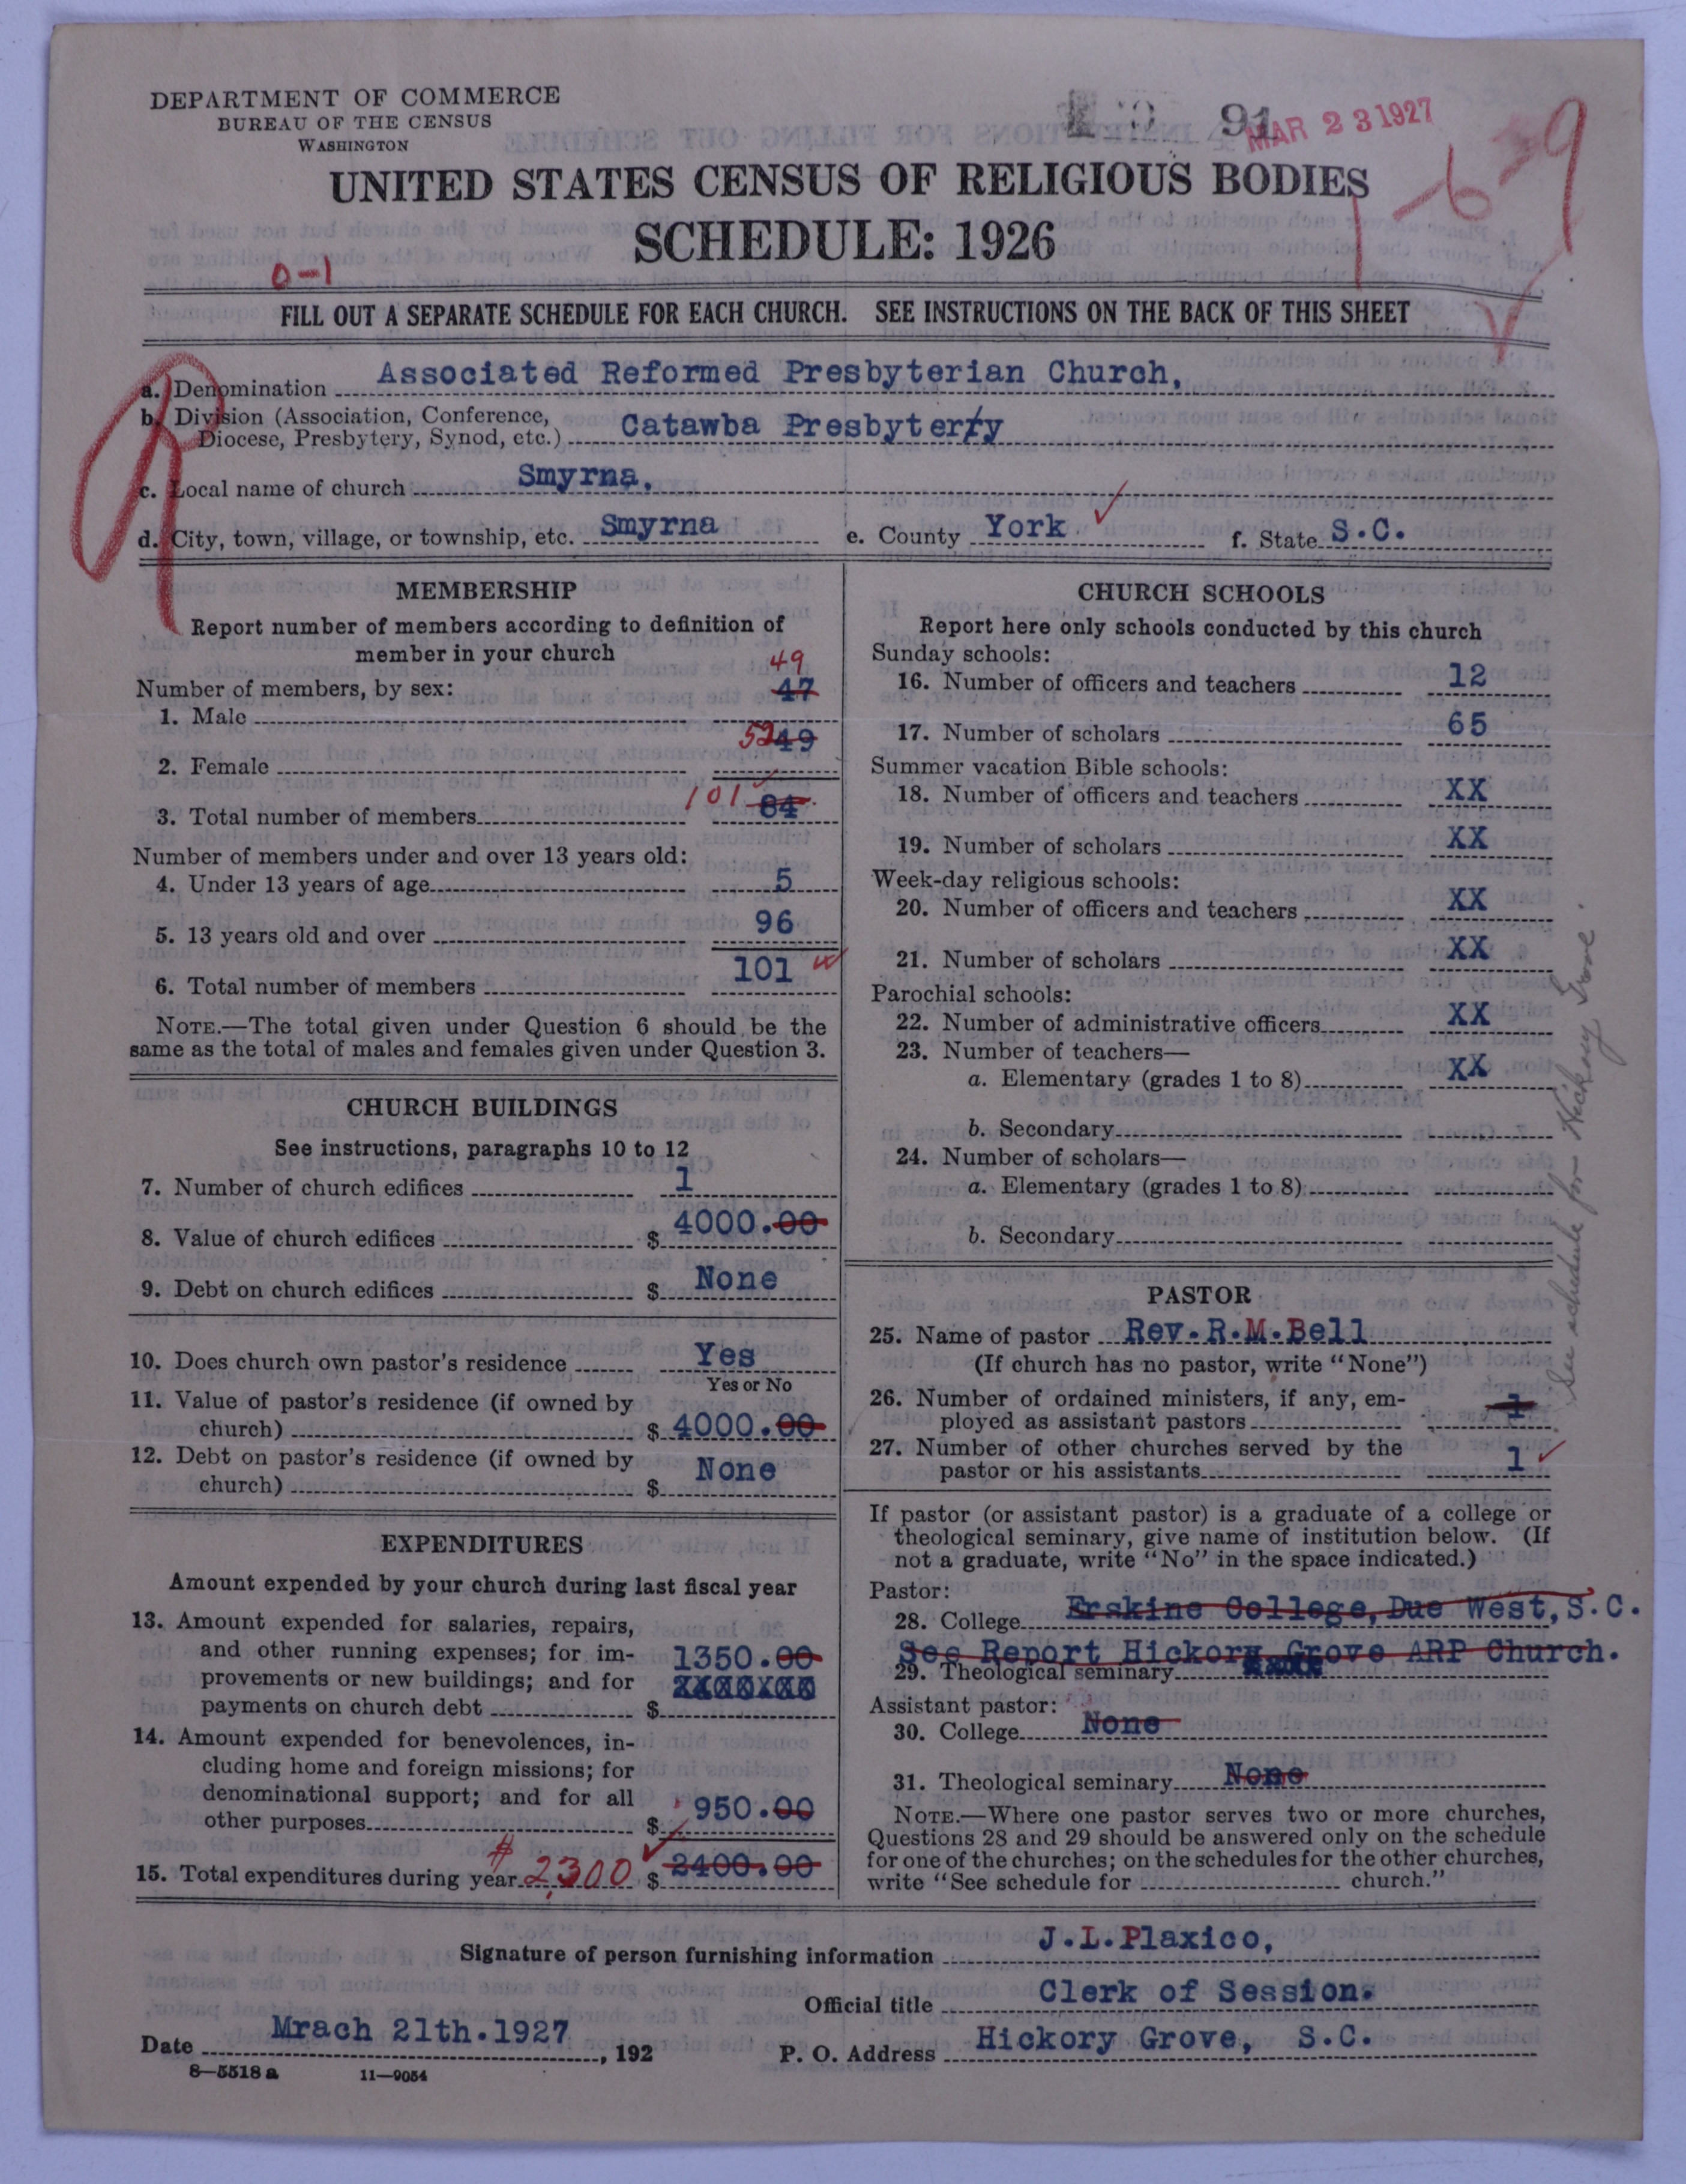 DEPARTMENT OF COMMERCE
BUREAU OF THE CENSUS
WASHINGTON
91
MAR 23 1927
1-6-9
UNITED STATES CENSUS OF RELIGIOUS BODIES
SCHEDULE: 1926
0-1
FILL OUT A SEPARATE SCHEDULE FOR EACH CHURCH. SEE INSTRUCTIONS ON THE BACK OF THIS SHEET
a. Denomination Associated Reformed Presbyterian Church,
b. Division (Association, Conference,
Diocese, Presbytery, Synod, etc.) Catawba Presbytery
c. Local name of church Smyrna,
d. City, town, village, or township, etc. Smyrna e. County York f. State S.C.
MEMBERSHIP
Report number of members according to definition of
member in your church
49
Number of members, by sex: 47
1. Male
52 49
2. Female
3. Total number of members 101 84
Number of members under and over 13 years old:
4. Under 13 years of age 5
5. 13 years old and over 96
6. Total number of members 101
NOTE.—The total given under Question 6 should be the
same as the total of males and females given under Question 3.
CHURCH BUILDINGS
See instructions, paragraphs 10 to 12
7. Number of church edifices 1
8. Value of church edifices $ 4000.00
9. Debt on church edifices $ None
10. Does church own pastor's residence Yes
Yes or No
11. Value of pastor's residence (if owned by
church) $ 4000.00
12. Debt on pastor's residence (if owned by
church) $ None
EXPENDITURES
Amount expended by your church during last fiscal year
13. Amount expended for salaries, repairs,
and other running expenses; for im- 1350.00
provements or new buildings; and for
payments on church debt $
14. Amount expended for benevolences, in-
cluding home and foreign missions; for
denominational support; and for all
other purposes $ 950.00
15. Total expenditures during year #2,300 $ 2400.00
CHURCH SCHOOLS
Report here only schools conducted by this church
Sunday schools:
16. Number of officers and teachers 12
17. Number of scholars 65
Summer vacation Bible schools:
18. Number of officers and teachers XX
19. Number of scholars XX
Week-day religious schools:
20. Number of officers and teachers XX
21. Number of scholars XX
Parochial schools:
22. Number of administrative officers XX
23. Number of teachers—
a. Elementary (grades 1 to 8) XX
b. Secondary
24. Number of scholars—
a. Elementary (grades 1 to 8)
b. Secondary
See schedule for Hickory Grove.
PASTOR
25. Name of pastor Rev.R.M.Bell
(If church has no pastor, write "None")
26. Number of ordained ministers, if any, em-
ployed as assistant pastors 1
27. Number of other churches served by the
pastor or his assistants 1
If pastor (or assistant pastor) is a graduate of a college or
theological seminary, give name of institution below. (If
not a graduate, write "No" in the space indicated.)
Pastor:
28. College Erskine College, Due West, S.C.
See Report Hickory Grove ARP Church.
29. Theological seminary
Assistant pastor:
30. College None
31. Theological seminary None
NOTE.—Where one pastor serves two or more churches,
Questions 28 and 29 should be answered only on the schedule
for one of the churches; on the schedules for the other churches,
write "See schedule for church."
Signature of person furnishing information J.L.Plaxico,
Official title Clerk of Session.
Date Mrach 21th.1927, 192 P. O. Address Hickory Grove, S.C.
8—5518a 11—9054